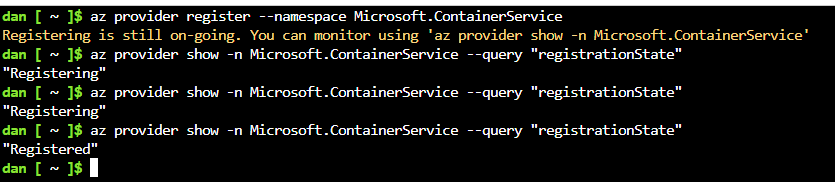 dan [ ~ ]$ az provider register --namespace Microsoft.ContainerService
Registering is still on-going. You can monitor using 'az provider show -n Microsoft.ContainerService'
dan [ ~ ]$ az provider show -n Microsoft.ContainerService --query "registrationState"
"Registering"
dan [ ~ ]$ az provider show -n Microsoft.ContainerService --query "registrationState"
"Registering"
dan [ ~ ]$ az provider show -n Microsoft.ContainerService --query "registrationState"
"Registered"
dan [ ~ ]$